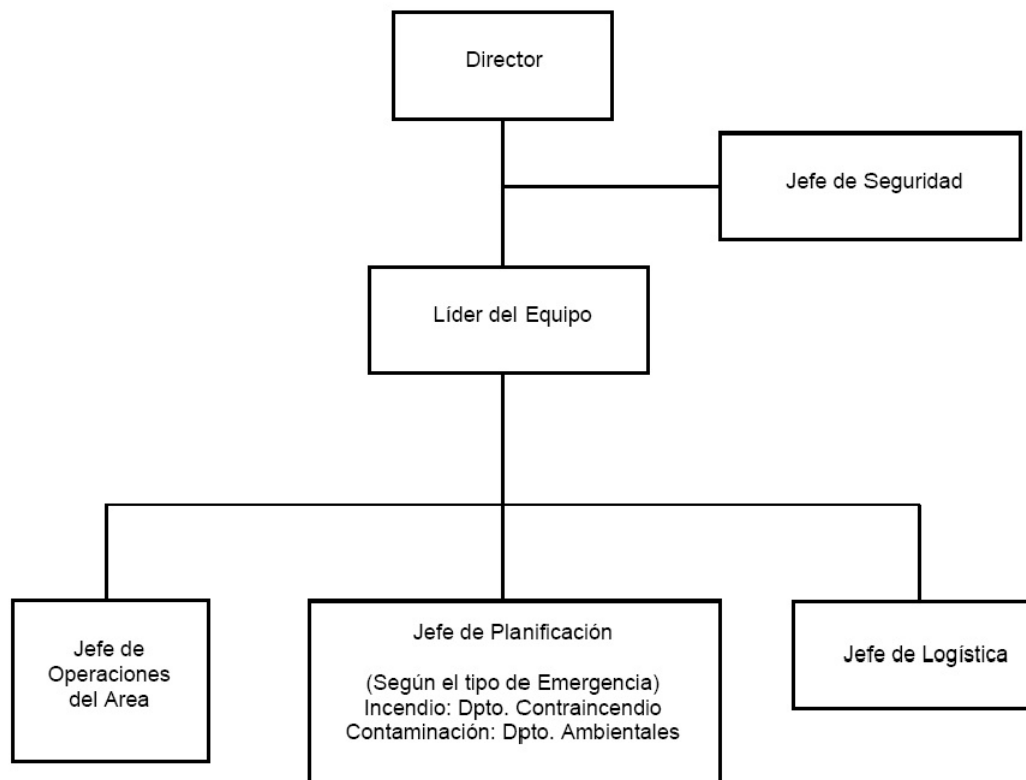 Director
Jefe de Seguridad
Líder del Equipo
Jefe de
Operaciones
del Area
Jefe de Planificación
(Según el tipo de Emergencia)
Incendio: Dpto. Contraincendio
Contaminación: Dpto. Ambientales
Jefe de Logística